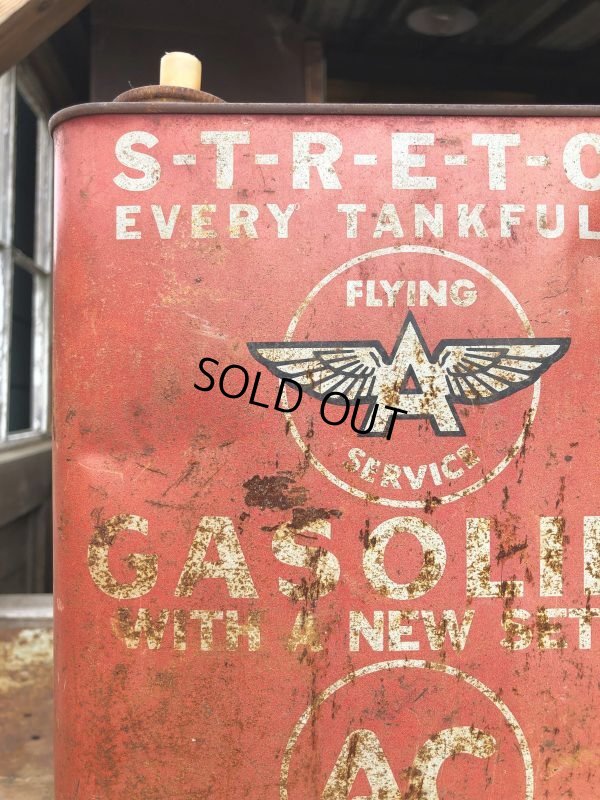 S-T-R-E-T-C
EVERY TANKFUL
FLYING
A
SERVICE
SOLD OUT
GASOLI
WITH A NEW SET
AC